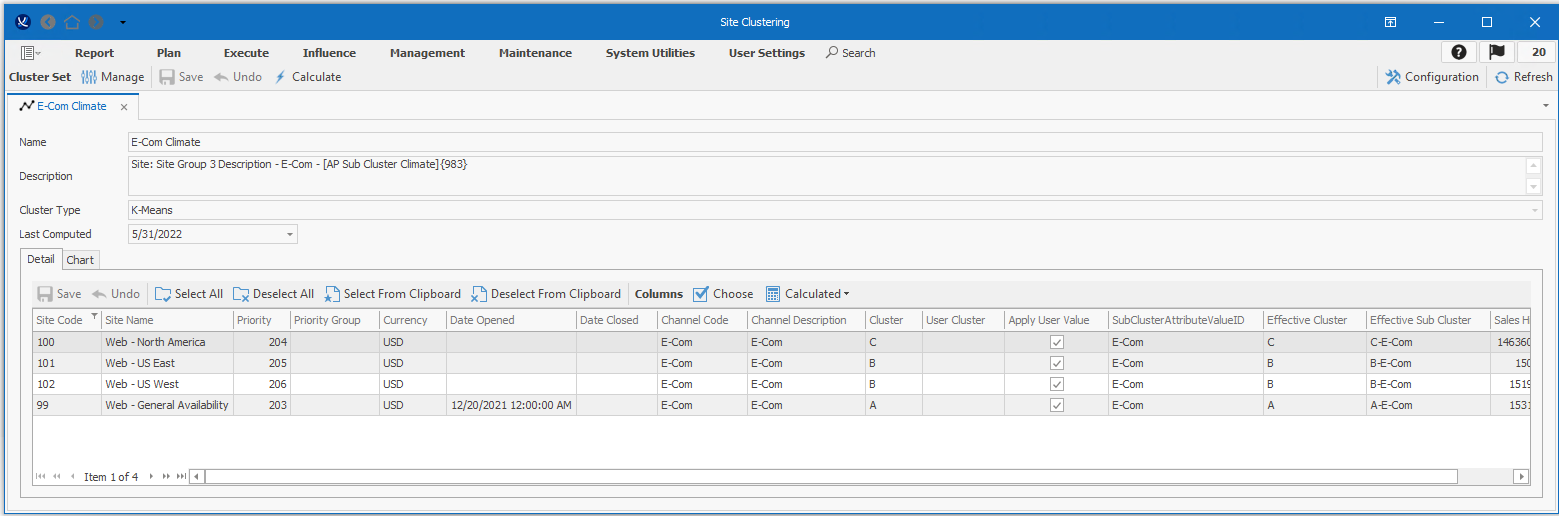 Site Clustering
Report Plan Execute Influence Management Maintenance System Utilities User Settings Search 20
Cluster Set Manage Save Undo Calculate Configuration Refresh
E-Com Climate
Name E-Com Climate
Description Site: Site Group 3 Description - E-Com - [AP Sub Cluster Climate]{983}
Cluster Type K-Means
Last Computed 5/31/2022
Detail Chart
Save Undo Select All Deselect All Select From Clipboard Deselect From Clipboard Columns Choose Calculated
Site Code Site Name Priority Priority Group Currency Date Opened Date Closed Channel Code Channel Description Cluster User Cluster Apply User Value SubClusterAttributeValueID Effective Cluster Effective Sub Cluster Sales H
100 Web - North America 204 USD E-Com E-Com C E-Com C C-E-Com 146360
101 Web - US East 205 USD E-Com E-Com B E-Com B B-E-Com 150
102 Web - US West 206 USD E-Com E-Com B E-Com B B-E-Com 1519
99 Web - General Availability 203 USD 12/20/2021 12:00:00 AM E-Com E-Com A E-Com A A-E-Com 1531
Item 1 of 4